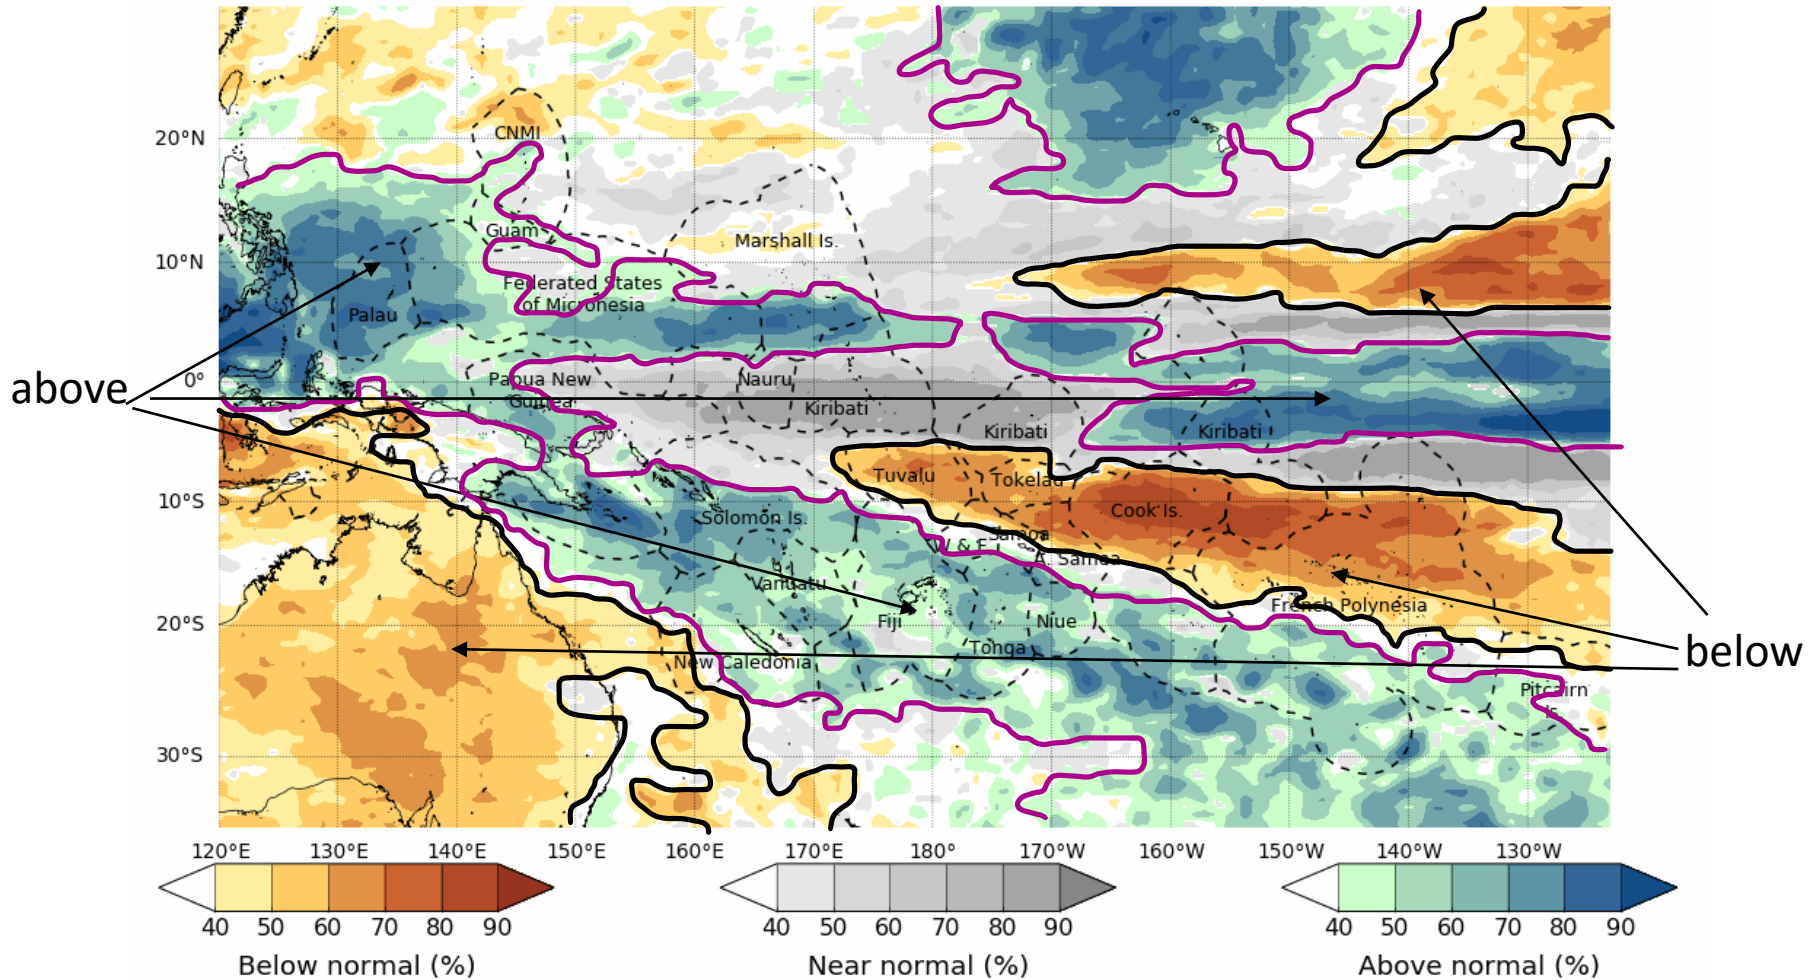 20°N
10°N
0°
10°S
20°S
30°S
CNMI
Guam
Marshall Is.
Federated States
of Micronesia
Palau
Papua New
Guinea
Nauru
Kiribati
Kiribati
Kiribati
Tuvalu
Tokelau
Cook Is.
Solomon Is.
Samoa
W & F
A. Samoa
Vanuatu
French Polynesia
Fiji
Niue
Tonga
New Caledonia
Pitcairn
Is.
above
below
120°E 130°E 140°E 150°E 160°E 170°E 180° 170°W 160°W 150°W 140°W 130°W
40 50 60 70 80 90
Below normal (%)
40 50 60 70 80 90
Near normal (%)
40 50 60 70 80 90
Above normal (%)